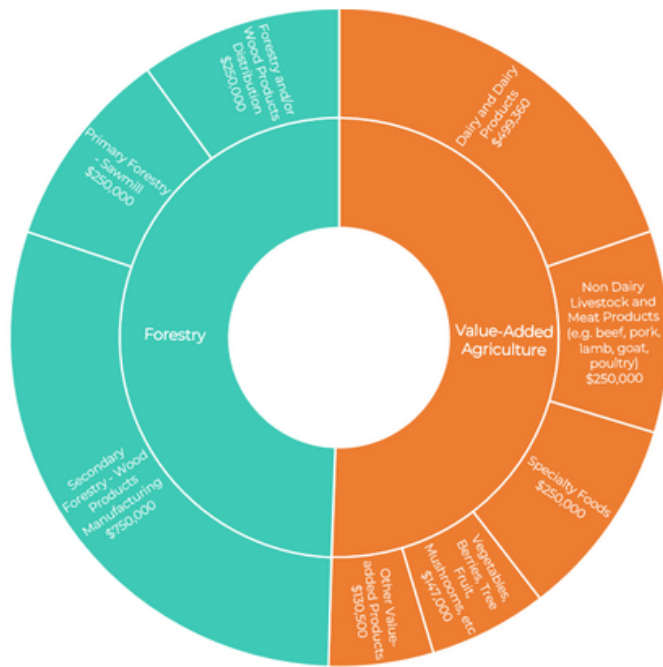 Forestry and/or
Wood Products
Distribution
$250,000
Primary Forestry
- Sawmill
$250,000
Secondary
Forestry - Wood
Products
Manufacturing
$750,000
Forestry
Value-Added
Agriculture
Dairy and Dairy
Products
$499,360
Non Dairy
Livestock and
Meat Products
(e.g. beef, pork,
lamb, goat,
poultry)
$250,000
Specialty Foods
$250,000
Vegetables,
Berries, Tree
Fruit,
Mushrooms, etc
$147,000
Other Value-
added Products
$130,500